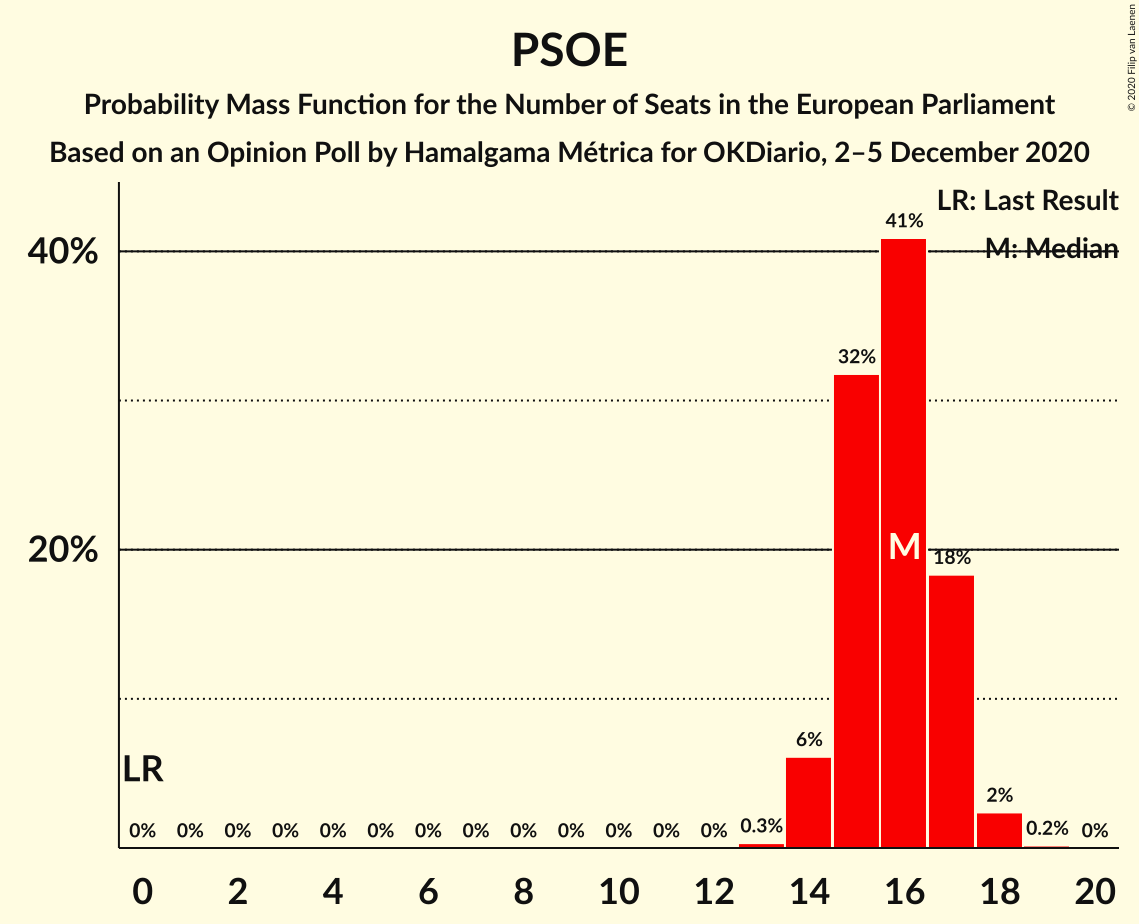 PSOE
Probability Mass Function for the Number of Seats in the European Parliament
Based on an Opinion Poll by Hamalgama Métrica for OKDiario, 2–5 December 2020
© 2020 Filip van Laenen
LR: Last Result
M: Median
40%
20%
41%
32%
M
18%
LR
6%
2%
0% 0% 0% 0% 0% 0% 0% 0% 0% 0% 0% 0% 0% 0.3% 0.2% 0%
0 2 4 6 8 10 12 14 16 18 20